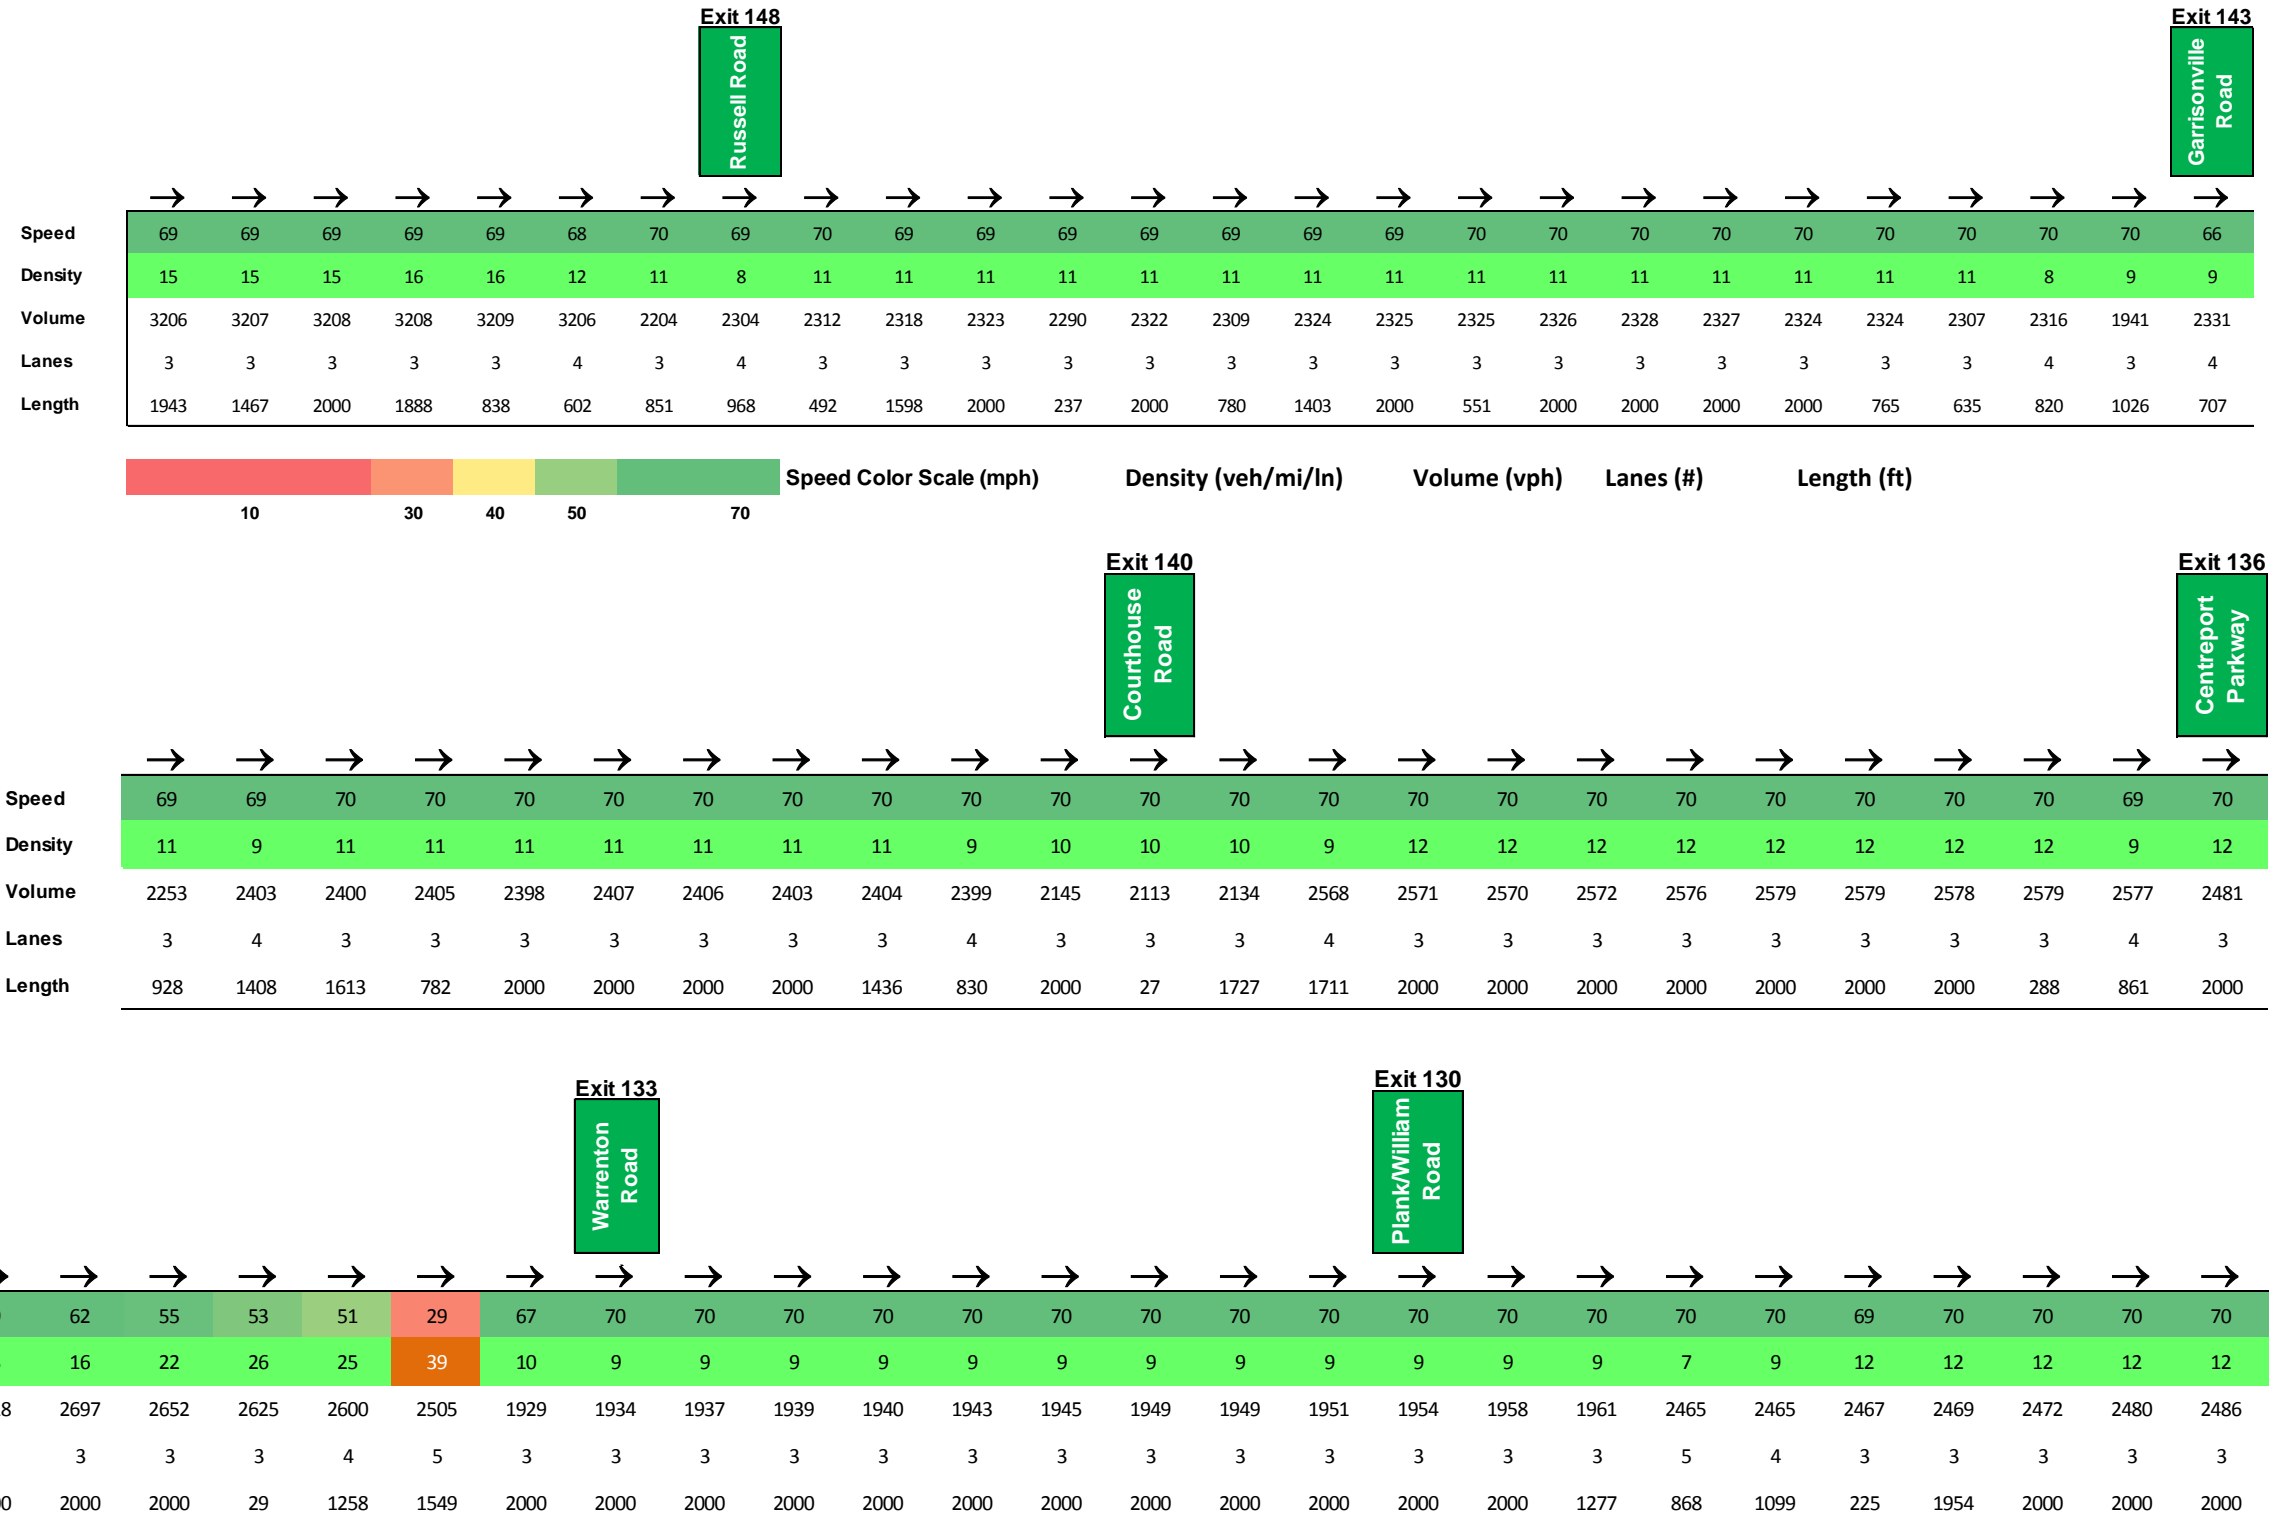 Exit 148 Exit 143
Russell Road
Garrisonville
Road
→ → → → → → → → → → → → → → → → → → → → → → → → → →
Speed 69 69 69 69 69 68 70 69 70 69 69 69 69 69 69 69 70 70 70 70 70 70 70 70 70 66
Density 15 15 15 16 16 12 11 8 11 11 11 11 11 11 11 11 11 11 11 11 11 11 11 8 9 9
Volume 3206 3207 3208 3208 3209 3206 2204 2304 2312 2318 2323 2290 2322 2309 2324 2325 2325 2326 2328 2327 2324 2324 2307 2316 1941 2331
Lanes 3 3 3 3 3 4 3 4 3 3 3 3 3 3 3 3 3 3 3 3 3 3 3 4 3 4
Length 1943 1467 2000 1888 838 602 851 968 492 1598 2000 237 2000 780 1403 2000 551 2000 2000 2000 2000 765 635 820 1026 707
Speed Color Scale (mph) Density (veh/mi/ln) Volume (vph) Lanes (#) Length (ft)
10 30 40 50 70
Exit 140 Exit 136
Courthouse
Road
Centreport
Parkway
→ → → → → → → → → → → → → → → → → → → → → → → →
Speed 69 69 70 70 70 70 70 70 70 70 70 70 70 70 70 70 70 70 70 70 70 70 69 70
Density 11 9 11 11 11 11 11 11 11 9 10 10 10 9 12 12 12 12 12 12 12 12 9 12
Volume 2253 2403 2400 2405 2398 2407 2406 2403 2404 2399 2145 2113 2134 2568 2571 2570 2572 2576 2579 2579 2578 2579 2577 2481
Lanes 3 4 3 3 3 3 3 3 3 4 3 3 3 4 3 3 3 3 3 3 3 3 4 3
Length 928 1408 1613 782 2000 2000 2000 2000 1436 830 2000 27 1727 1711 2000 2000 2000 2000 2000 2000 2000 288 861 2000
Exit 133 Exit 130
Warrenton
Road
Plank/William
Road
→ → → → → → → → → → → → → → → → → → → → → → → → →
62 55 53 51 29 67 70 70 70 70 70 70 70 70 70 70 70 70 70 70 69 70 70 70 70
16 22 26 25 39 10 9 9 9 9 9 9 9 9 9 9 9 9 7 9 12 12 12 12 12
8 2697 2652 2625 2600 2505 1929 1934 1937 1939 1940 1943 1945 1949 1949 1951 1954 1958 1961 2465 2465 2467 2469 2472 2480 2486
3 3 3 4 5 3 3 3 3 3 3 3 3 3 3 3 3 3 5 4 3 3 3 3 3
0 2000 2000 29 1258 1549 2000 2000 2000 2000 2000 2000 2000 2000 2000 2000 2000 2000 1277 868 1099 225 1954 2000 2000 2000